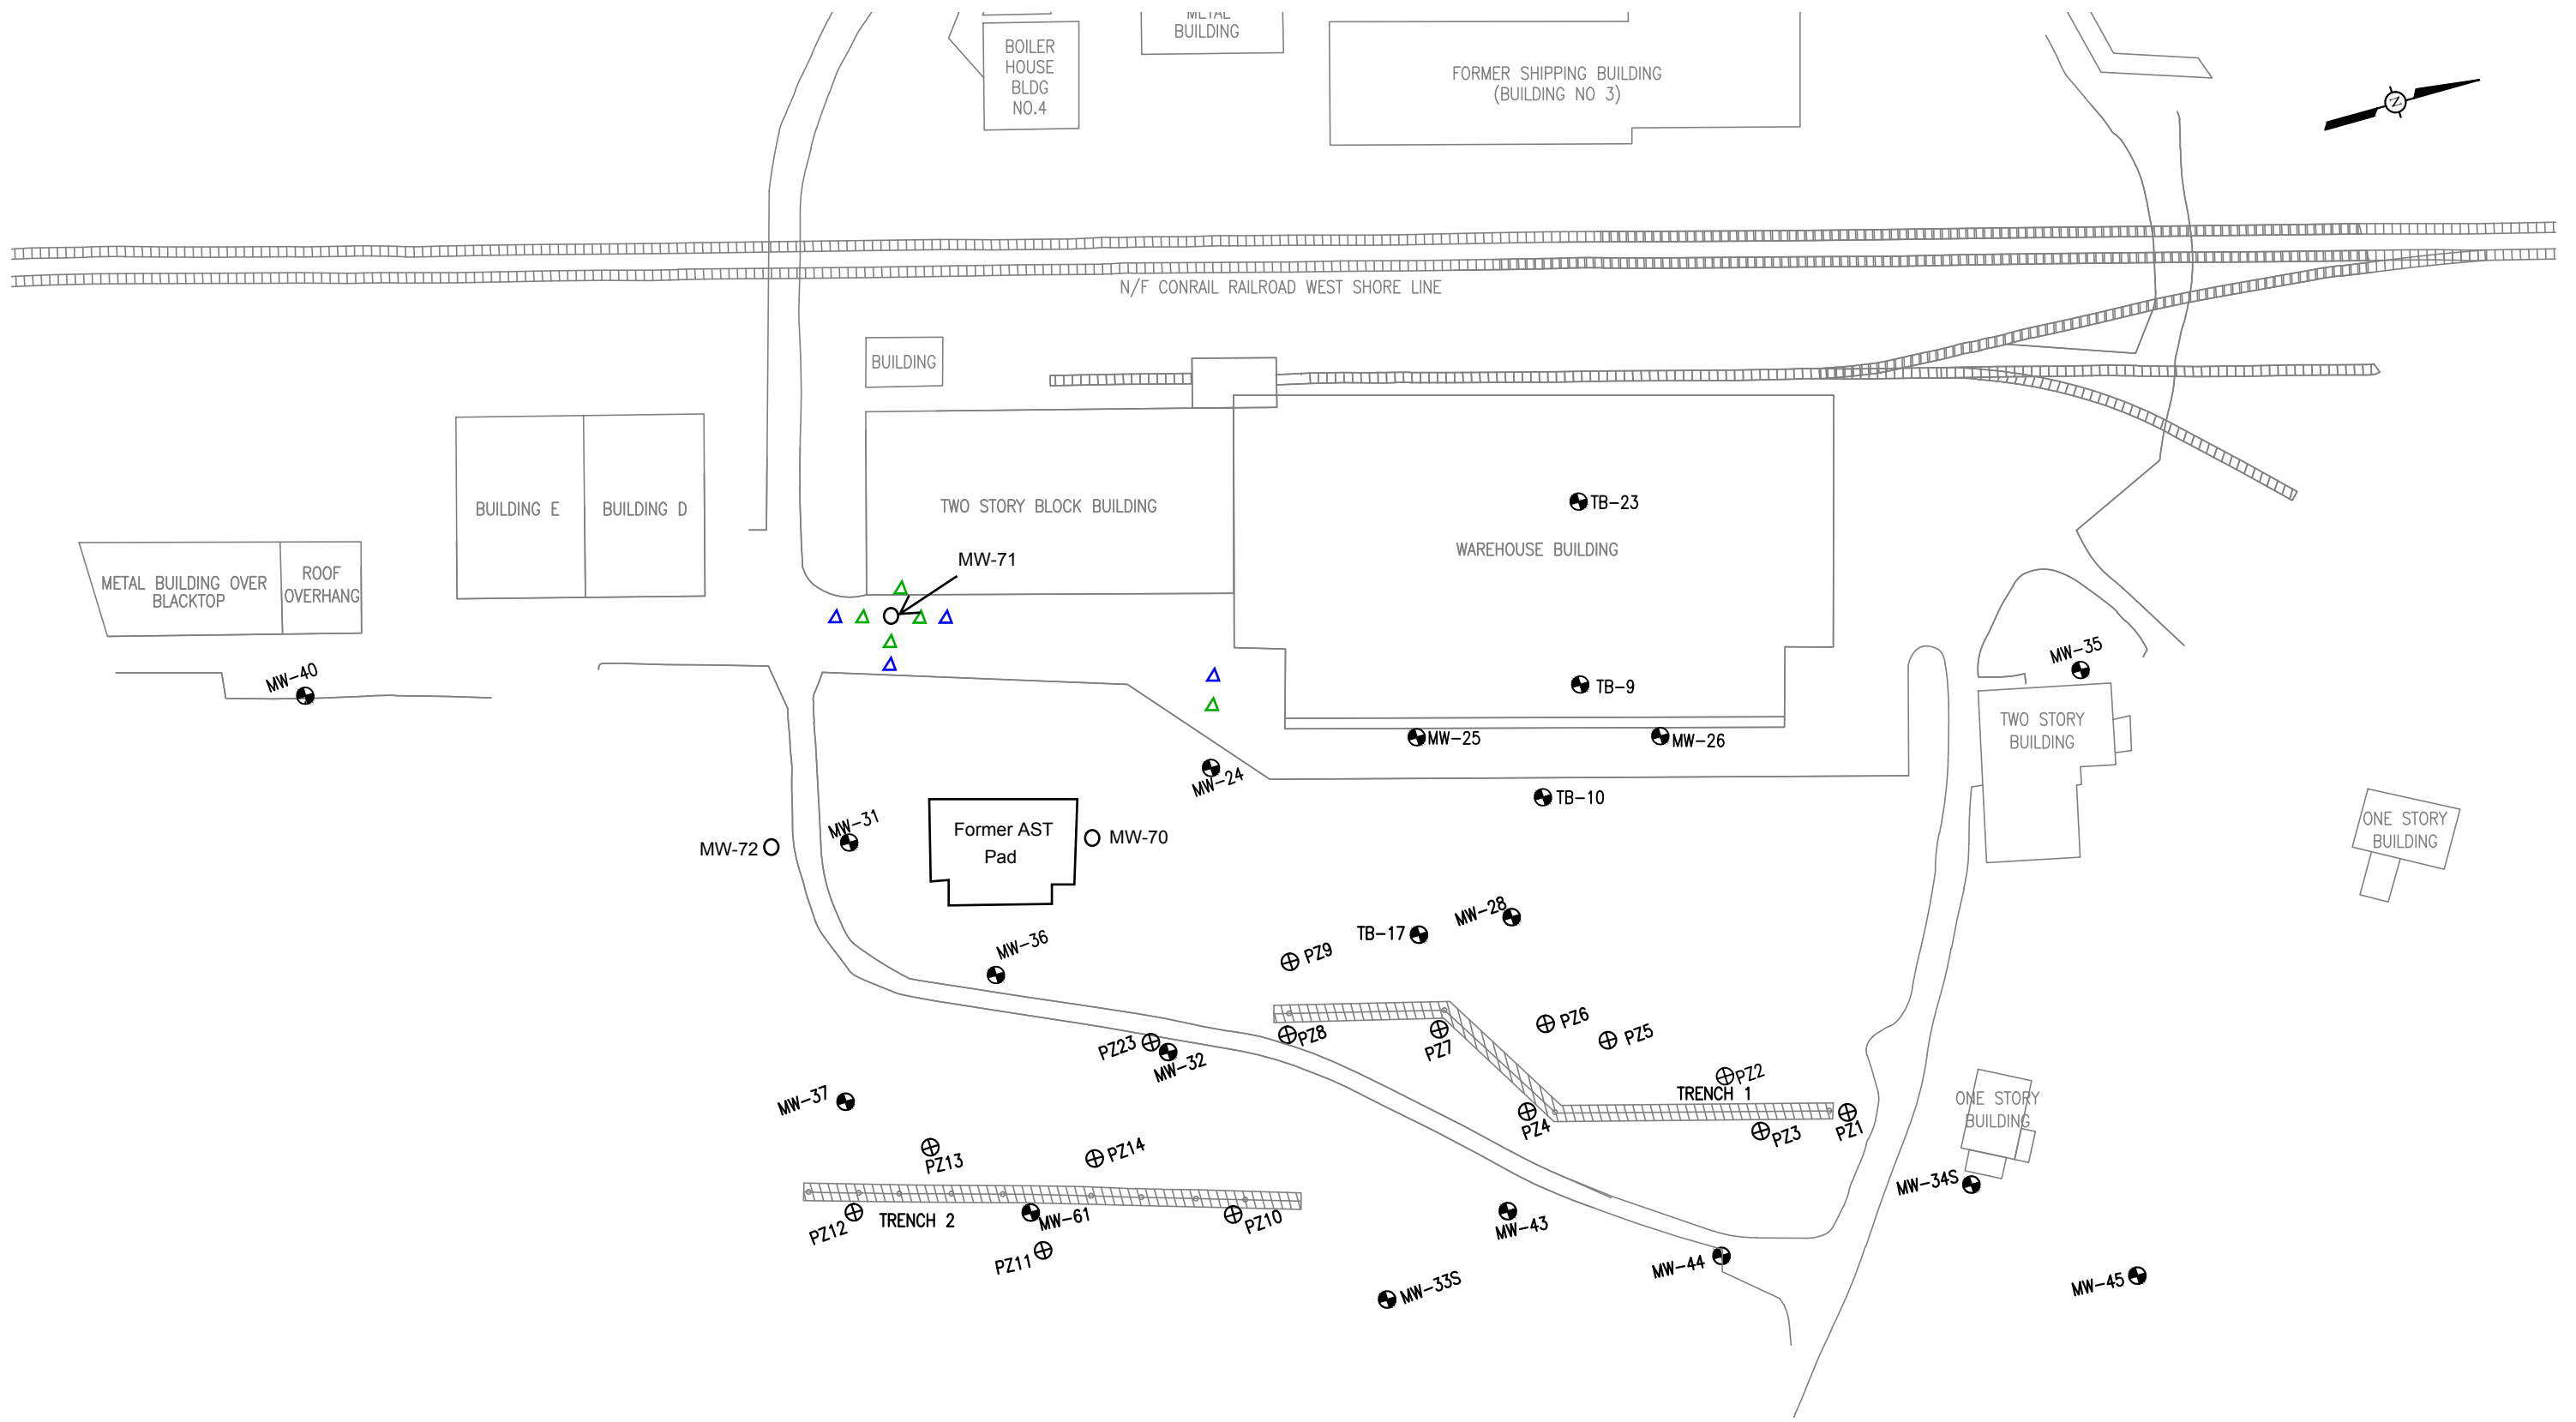 METAL
BUILDING
BOILER
HOUSE
BLDG
NO.4
FORMER SHIPPING BUILDING
(BUILDING NO 3)
N
N/F CONRAIL RAILROAD WEST SHORE LINE
BUILDING
BUILDING E
BUILDING D
TWO STORY BLOCK BUILDING
TB-23
WAREHOUSE BUILDING
MW-71
METAL BUILDING OVER
BLACKTOP
ROOF
OVERHANG
MW-40
MW-35
TB-9
MW-25
MW-26
TWO STORY
BUILDING
MW-24
TB-10
ONE STORY
BUILDING
MW-31
Former AST
Pad
MW-72
MW-70
MW-28
TB-17
MW-36
PZ9
PZ6
PZ5
PZ8
PZ7
PZ23
MW-32
PZ2
TRENCH 1
MW-37
PZ4
PZ3
PZ1
ONE STORY
BUILDING
PZ14
PZ13
MW-34S
PZ12
TRENCH 2
MW-61
PZ10
MW-43
PZ11
MW-44
MW-33S
MW-45